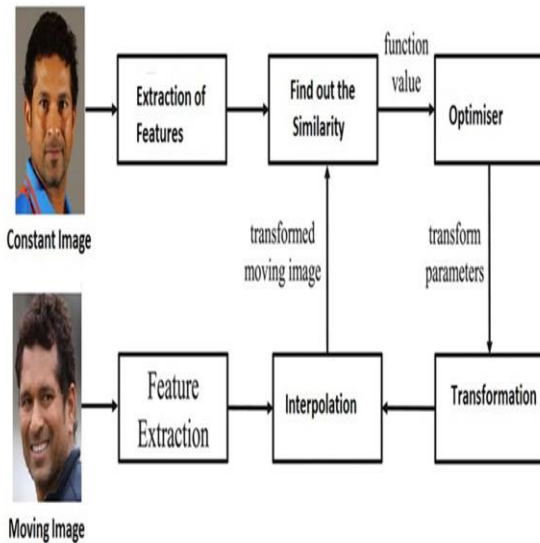 Extraction of
Features
Find out the
Similarity
function
value
Optimiser
Constant Image
transformed
moving image
transform
parameters
Feature
Extraction
Interpolation
Transformation
Moving Image